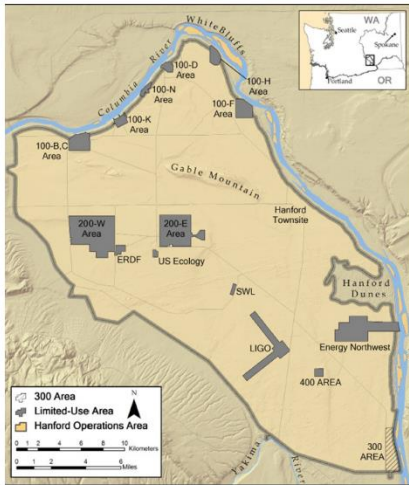 WA
Seattle
Spokane
Portland
OR
White Bluffs
Columbia River
100-D
Area
100-N
Area
100-H
Area
100-K
Area
100-F
Area
100-B,C
Area
Gable Mountain
Hanford
Townsite
200-W
Area
200-E
Area
ERDF
US Ecology
Hanford
Dunes
SWL
LIGO
Energy Northwest
400 AREA
300
AREA
Yakima River
300 Area
Limited-Use Area
Hanford Operations Area
N
0 1 2 4 6 8 10
Kilometers
0 1 2 4 6
Miles